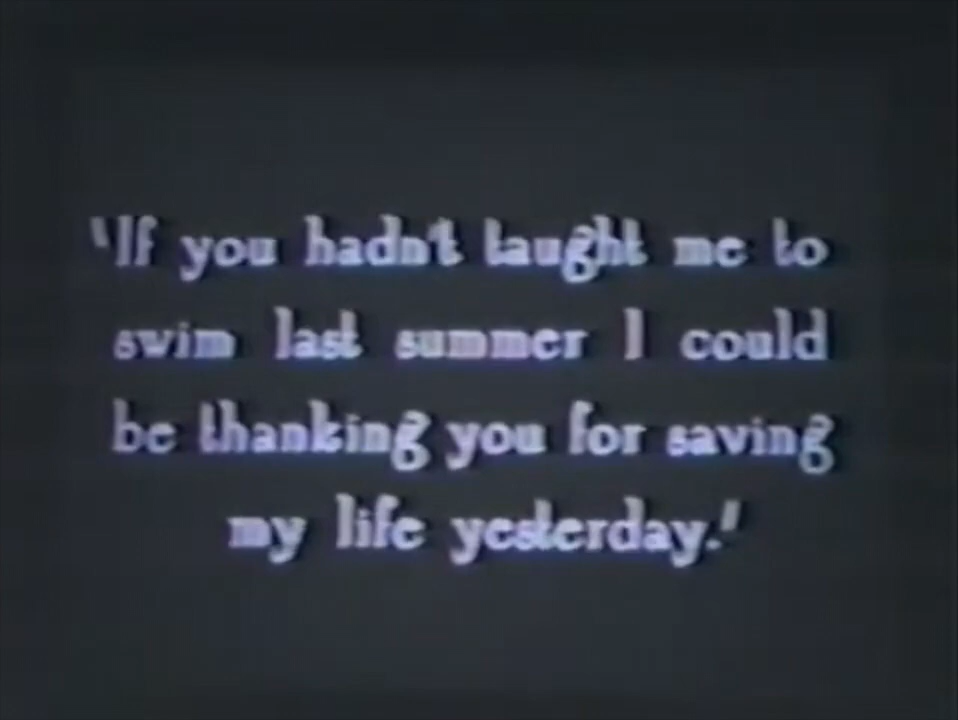 "If you hadn't taught me to
swim last summer I could
be thanking you for saving
my life yesterday."